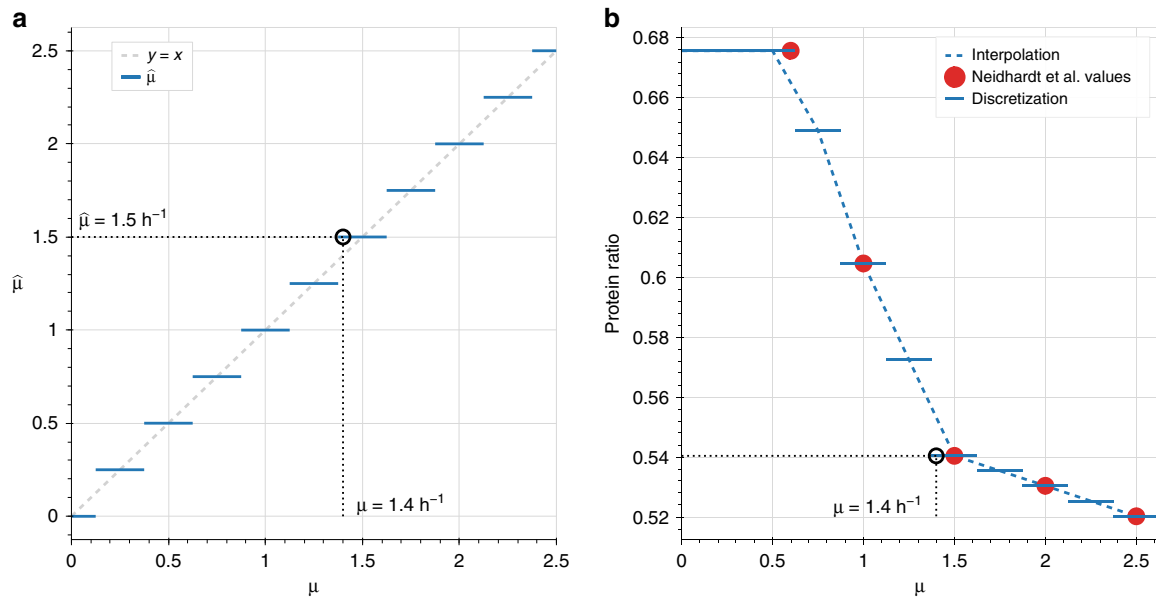 a
y = x
μ̂
2.5
2
1.5
1
0.5
0
μ̂
μ̂ = 1.5 h⁻¹
μ = 1.4 h⁻¹
0
0.5
1
1.5
2
2.5
μ
b
Interpolation
Neidhardt et al. values
Discretization
0.68
0.66
0.64
0.62
0.6
0.58
0.56
0.54
0.52
Protein ratio
μ = 1.4 h⁻¹
0
0.5
1
1.5
2
2.5
μ